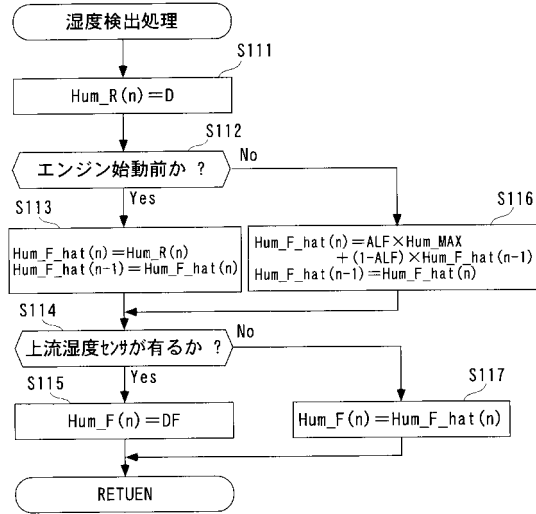 湿度検出処理
S111
Hum_R(n)=D
S112
エンジン始動前か ?
No
Yes
S113
Hum_F_hat(n)=Hum_R(n)
Hum_F_hat(n-1)=Hum_F_hat(n)
S116
Hum_F_hat(n)=ALF×Hum_MAX
+(1-ALF)×Hum_F_hat(n-1)
Hum_F_hat(n-1)=Hum_F_hat(n)
S114
上流湿度センサが有るか ?
No
Yes
S115
Hum_F(n)=DF
S117
Hum_F(n)=Hum_F_hat(n)
RETUEN